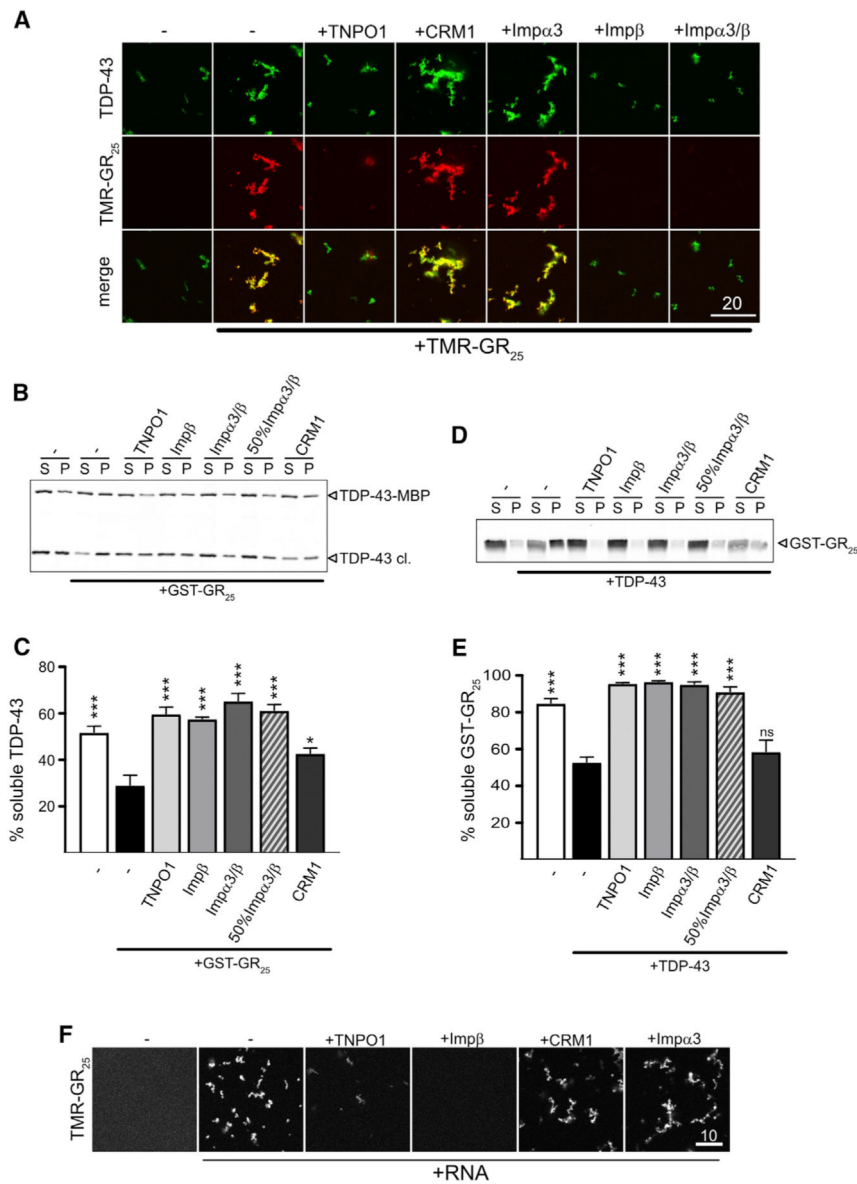 A
- - +TNPO1 +CRM1 +Impα3 +Impβ +Impα3/β
TDP-43
TMR-GR25
merge
20
+TMR-GR25
B
- - TNPO1 Impβ Impα3/β 50%Impα3/β CRM1
S P S P S P S P S P S P S P
TDP-43-MBP
TDP-43 cl.
+GST-GR25
D
- - TNPO1 Impβ Impα3/β 50%Impα3/β CRM1
S P S P S P S P S P S P S P
GST-GR25
+TDP-43
C
% soluble TDP-43
80
60
40
20
*** *** *** *** *** *
- - TNPO1 Impβ Impα3/β 50%Impα3/β CRM1
+GST-GR25
E
% soluble GST-GR25
100
80
60
40
20
0
*** *** *** *** *** ns
- - TNPO1 Impβ Impα3/β 50%Impα3/β CRM1
+TDP-43
F
- - +TNPO1 +Impβ +CRM1 +Impα3
TMR-GR25
10
+RNA